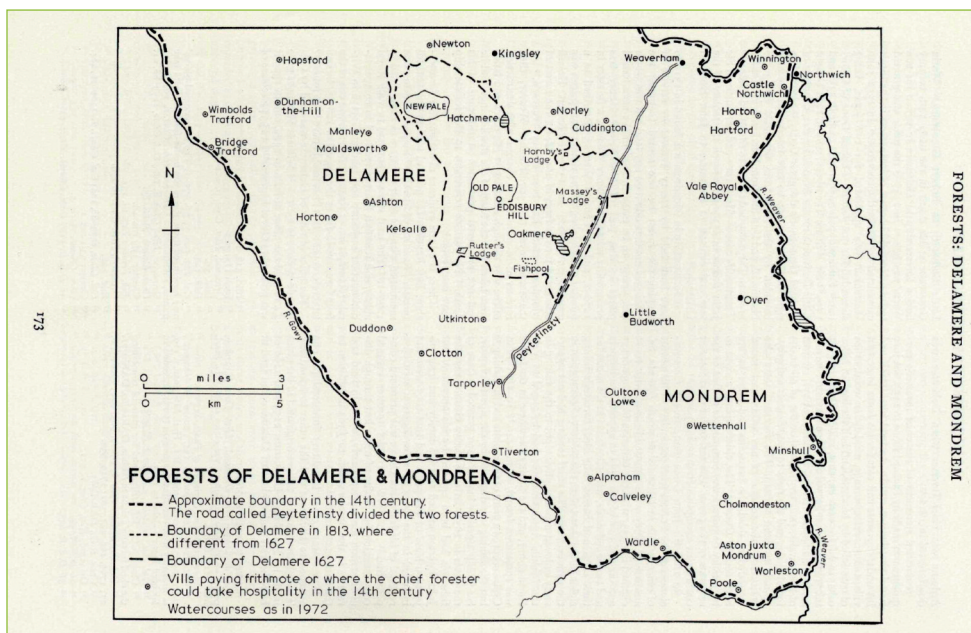 Newton
Kingsley
Hapsford
Weaverham
Winnington
Northwich
Castle
Northwich
Wimbolds
Trafford
Dunham-on-
the-Hill
NEW PALE
Hatchmere
Norley
Cuddington
Horton
Hartford
Manley
Mouldsworth
Bridge
Trafford
Hornby's
Lodge
N
DELAMERE
OLD PALE
EDDISBURY
HILL
Massey's
Lodge
Vale Royal
Abbey
R. Weaver
Ashton
Horton
Kelsall
Oakmere
Rutter's
Lodge
Fishpool
R. Gowy
Over
Little
Budworth
Duddon
Utkinton
Peytefinsty
Clotton
Tarporley
0 miles 3
0 km 5
Oulton
Lowe
MONDREM
Wettenhall
Minshull
Tiverton
Alpraham
Calveley
Cholmondeston
Wardle
Aston juxta
Mondrum
Worleston
R. Weaver
Poole
FORESTS OF DELAMERE & MONDREM
Approximate boundary in the 14th century.
The road called Peytefinsty divided the two forests.
Boundary of Delamere in 1813, where
different from 1627
Boundary of Delamere 1627
Vills paying frithmote or where the chief forester
could take hospitality in the 14th century
Watercourses as in 1972
FORESTS: DELAMERE AND MONDREM
173